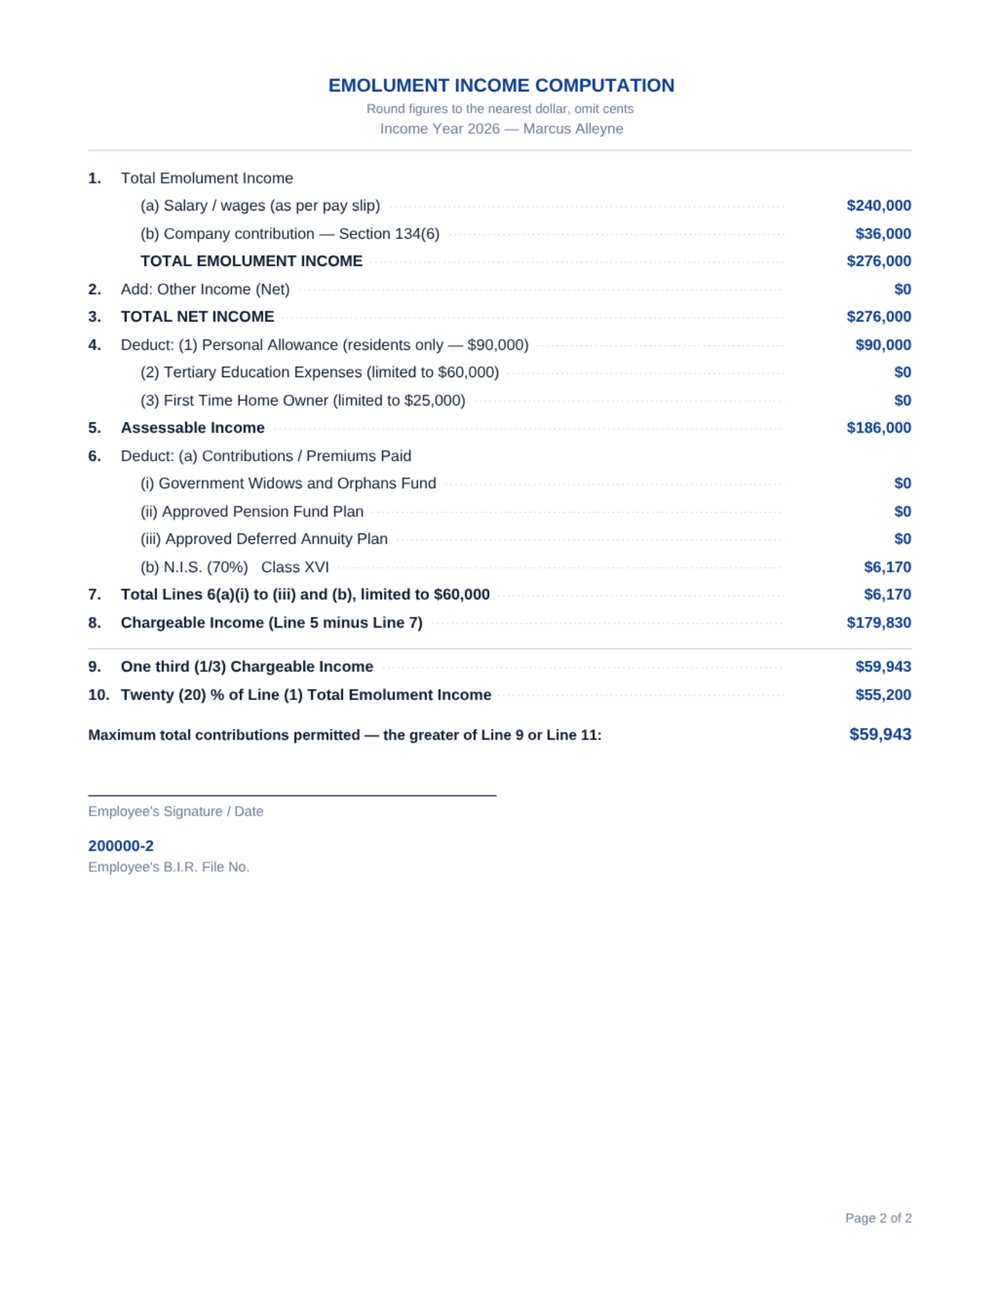 EMOLUMENT INCOME COMPUTATION
Round figures to the nearest dollar, omit cents
Income Year 2026 — Marcus Alleyne
1. Total Emolument Income
(a) Salary / wages (as per pay slip) $240,000
(b) Company contribution — Section 134(6) $36,000
TOTAL EMOLUMENT INCOME $276,000
2. Add: Other Income (Net) $0
3. TOTAL NET INCOME $276,000
4. Deduct: (1) Personal Allowance (residents only — $90,000) $90,000
(2) Tertiary Education Expenses (limited to $60,000) $0
(3) First Time Home Owner (limited to $25,000) $0
5. Assessable Income $186,000
6. Deduct: (a) Contributions / Premiums Paid
(i) Government Widows and Orphans Fund $0
(ii) Approved Pension Fund Plan $0
(iii) Approved Deferred Annuity Plan $0
(b) N.I.S. (70%) Class XVI $6,170
7. Total Lines 6(a)(i) to (iii) and (b), limited to $60,000 $6,170
8. Chargeable Income (Line 5 minus Line 7) $179,830
9. One third (1/3) Chargeable Income $59,943
10. Twenty (20) % of Line (1) Total Emolument Income $55,200
Maximum total contributions permitted — the greater of Line 9 or Line 11: $59,943
Employee's Signature / Date
200000-2
Employee's B.I.R. File No.
Page 2 of 2